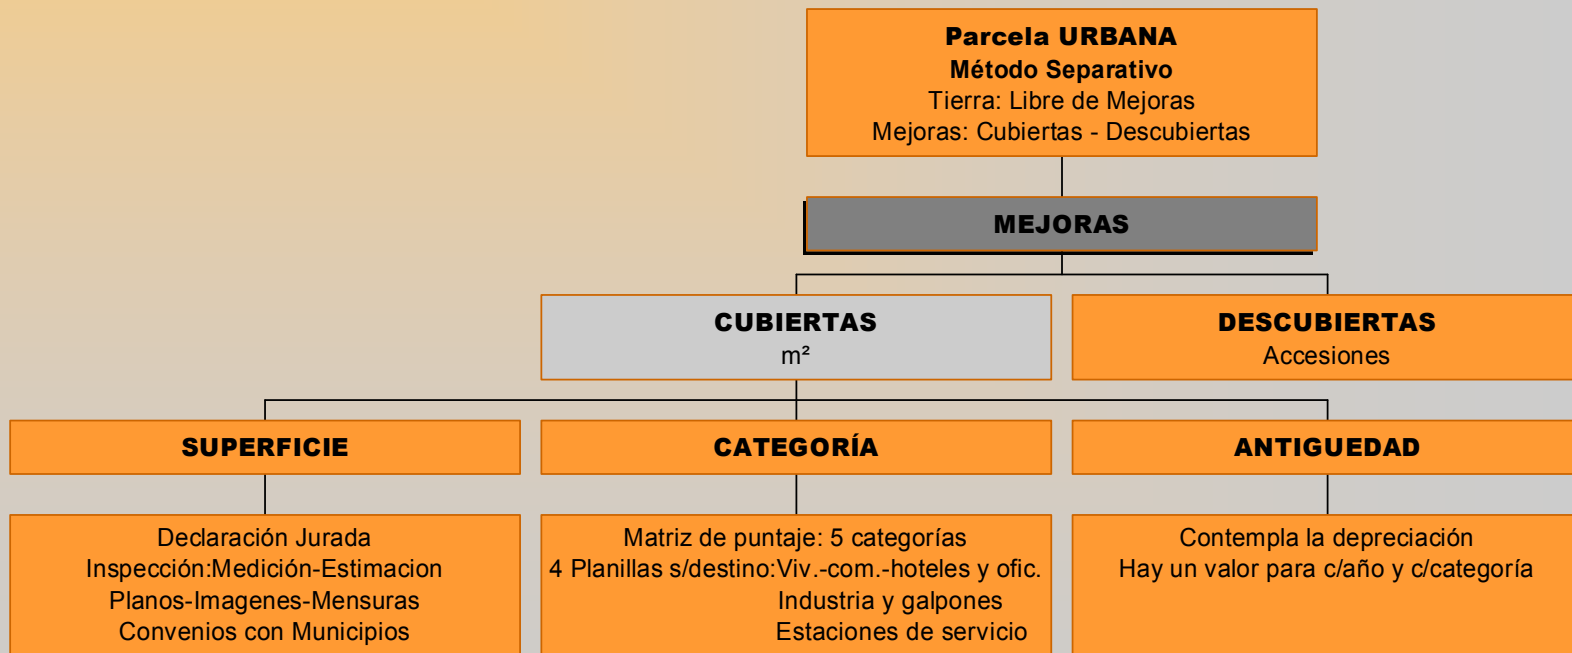 Parcela URBANA
Método Separativo
Tierra: Libre de Mejoras
Mejoras: Cubiertas - Descubiertas
MEJORAS
CUBIERTAS
m²
DESCUBIERTAS
Accesiones
SUPERFICIE
CATEGORÍA
ANTIGUEDAD
Declaración Jurada
Inspección:Medición-Estimacion
Planos-Imagenes-Mensuras
Convenios con Municipios
Matriz de puntaje: 5 categorías
4 Planillas s/destino:Viv.-com.-hoteles y ofic.
Industria y galpones
Estaciones de servicio
Contempla la depreciación
Hay un valor para c/año y c/categoría